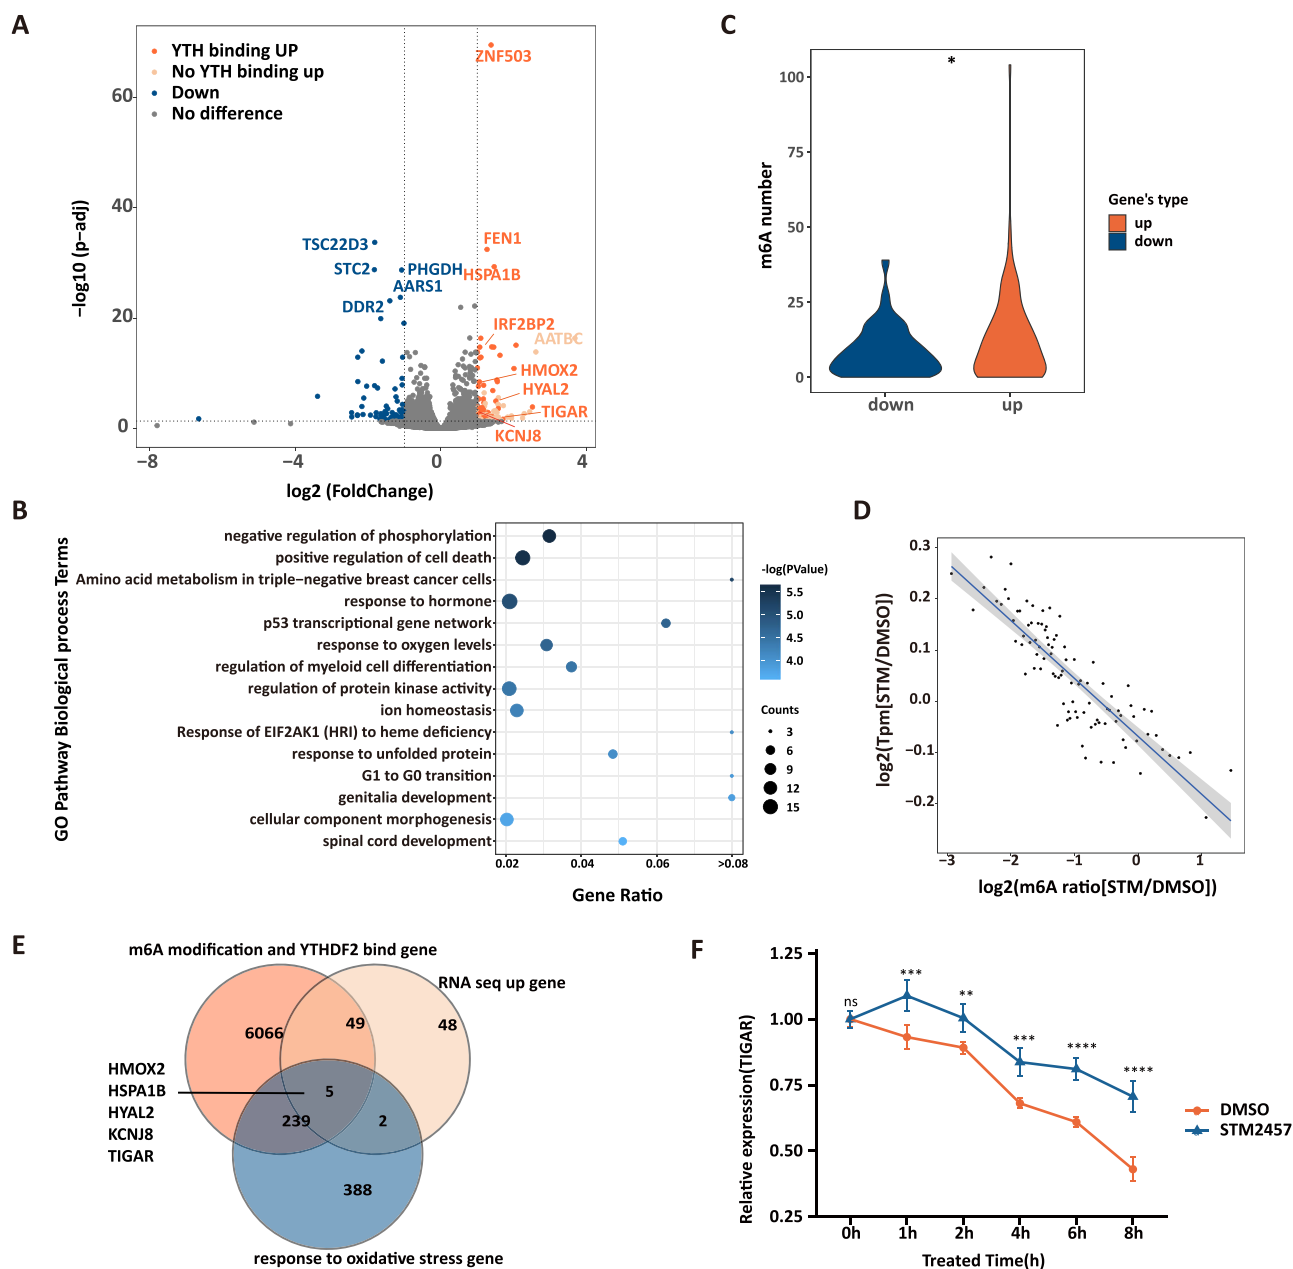 A
YTH binding UP
No YTH binding up
Down
No difference
ZNF503
TSC22D3
STC2
PHGDH
AARS1
DDR2
FEN1
HSPA1B
IRF2BP2
AATBC
HMOX2
HYAL2
TIGAR
KCNJ8
60
40
20
0
−8
−4
0
4
−log10 (p−adj)
log2 (FoldChange)
C
*
100
75
50
25
0
m6A number
down
up
Gene's type
up
down
B
GO Pathway Biological process Terms
negative regulation of phosphorylation
positive regulation of cell death
Amino acid metabolism in triple−negative breast cancer cells
response to hormone
p53 transcriptional gene network
response to oxygen levels
regulation of myeloid cell differentiation
regulation of protein kinase activity
ion homeostasis
Response of EIF2AK1 (HRI) to heme deficiency
response to unfolded protein
G1 to G0 transition
genitalia development
cellular component morphogenesis
spinal cord development
0.02
0.04
0.06
>0.08
Gene Ratio
-log(PValue)
5.5
5.0
4.5
4.0
Counts
3
6
9
12
15
D
0.3
0.2
0.1
0.0
−0.1
−0.2
log2(Tpm[STM/DMSO])
−3
−2
−1
0
1
log2(m6A ratio[STM/DMSO])
E
m6A modification and YTHDF2 bind gene
RNA seq up gene
6066
49
48
5
239
2
388
HMOX2
HSPA1B
HYAL2
KCNJ8
TIGAR
response to oxidative stress gene
F
1.25
1.00
0.75
0.50
0.25
Relative expression(TIGAR)
ns
***
**
***
****
****
0h
1h
2h
4h
6h
8h
Treated Time(h)
DMSO
STM2457